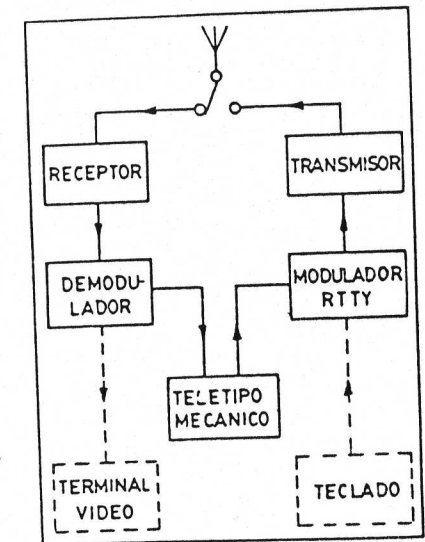 RECEPTOR
TRANSMISOR
DEMODU-
LADOR
MODULADOR
RTTY
TELETIPO
MECANICO
TERMINAL
VIDEO
TECLADO